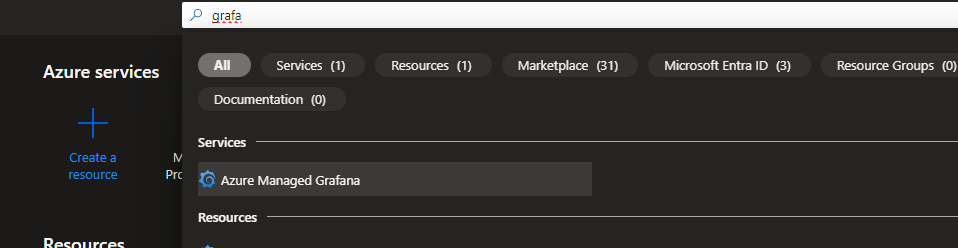 grafa
All
Services (1)
Resources (1)
Marketplace (31)
Microsoft Entra ID (3)
Resource Groups (0)
Documentation (0)
Azure services
Create a
resource
M
Pro
Services
Azure Managed Grafana
Resources
Resources